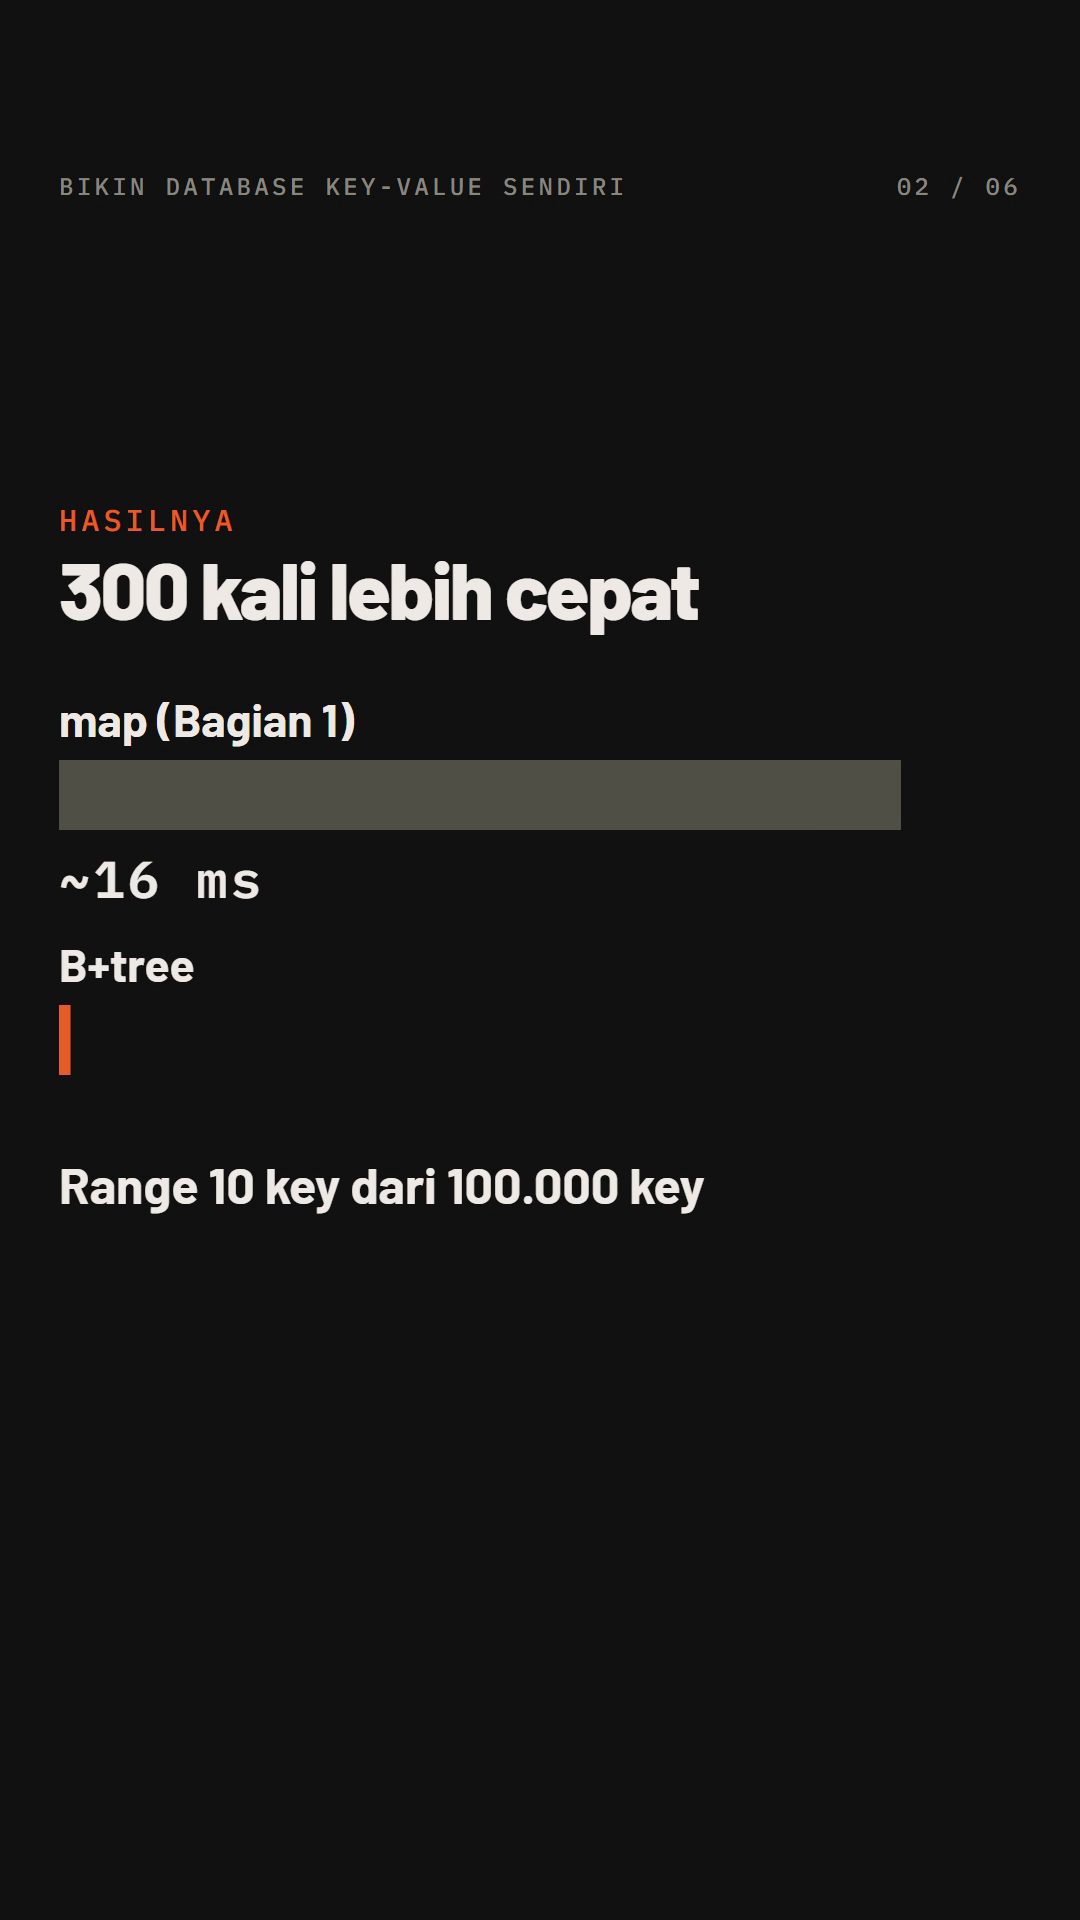 BIKIN DATABASE KEY-VALUE SENDIRI
02 / 06
HASILNYA
300 kali lebih cepat
map (Bagian 1)
~16 ms
B+tree
Range 10 key dari 100.000 key